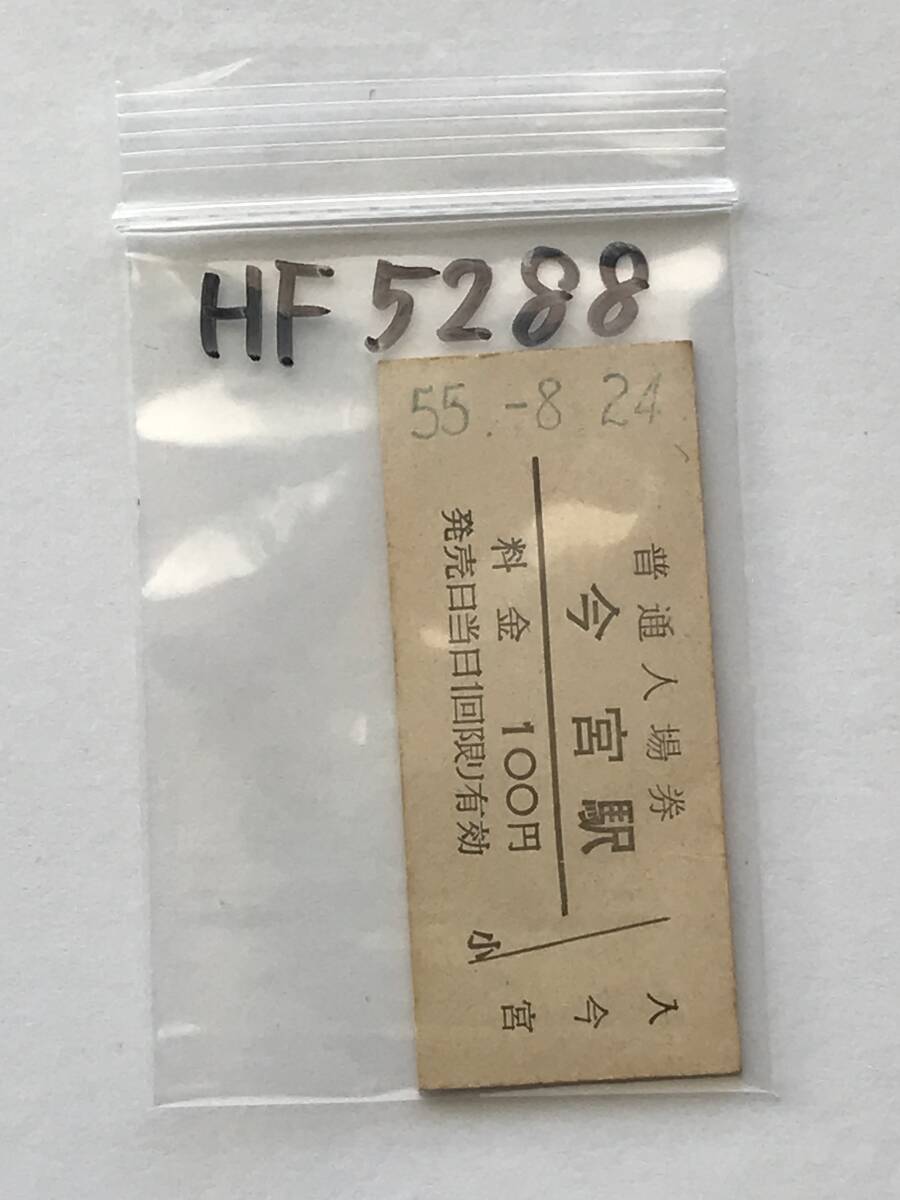 HF 5288
55.-8 24
普通入場券
今宮駅
料金 100円
発売日当日1回限り有効
小
入
今
宮